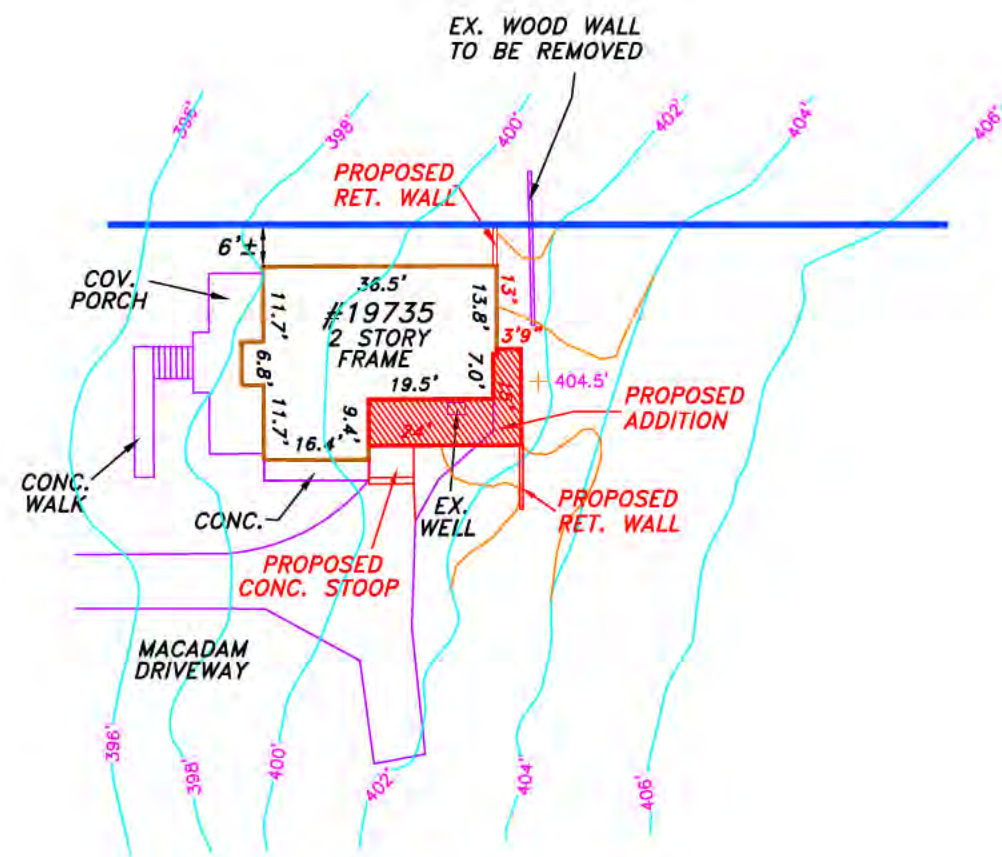 EX. WOOD WALL
TO BE REMOVED
396'
398'
400'
402'
404'
406'
PROPOSED
RET. WALL
6'±
COV.
PORCH
36.5'
13"
11.7'
#19735
2 STORY
FRAME
13.8'
3'9"
6.8'
19.5'
7.0'
15'
404.5'
PROPOSED
ADDITION
11.7'
9.4'
24'
16.4'
CONC.
WALK
CONC.
EX.
WELL
PROPOSED
RET. WALL
PROPOSED
CONC. STOOP
MACADAM
DRIVEWAY
396'
398'
400'
402'
404'
406'